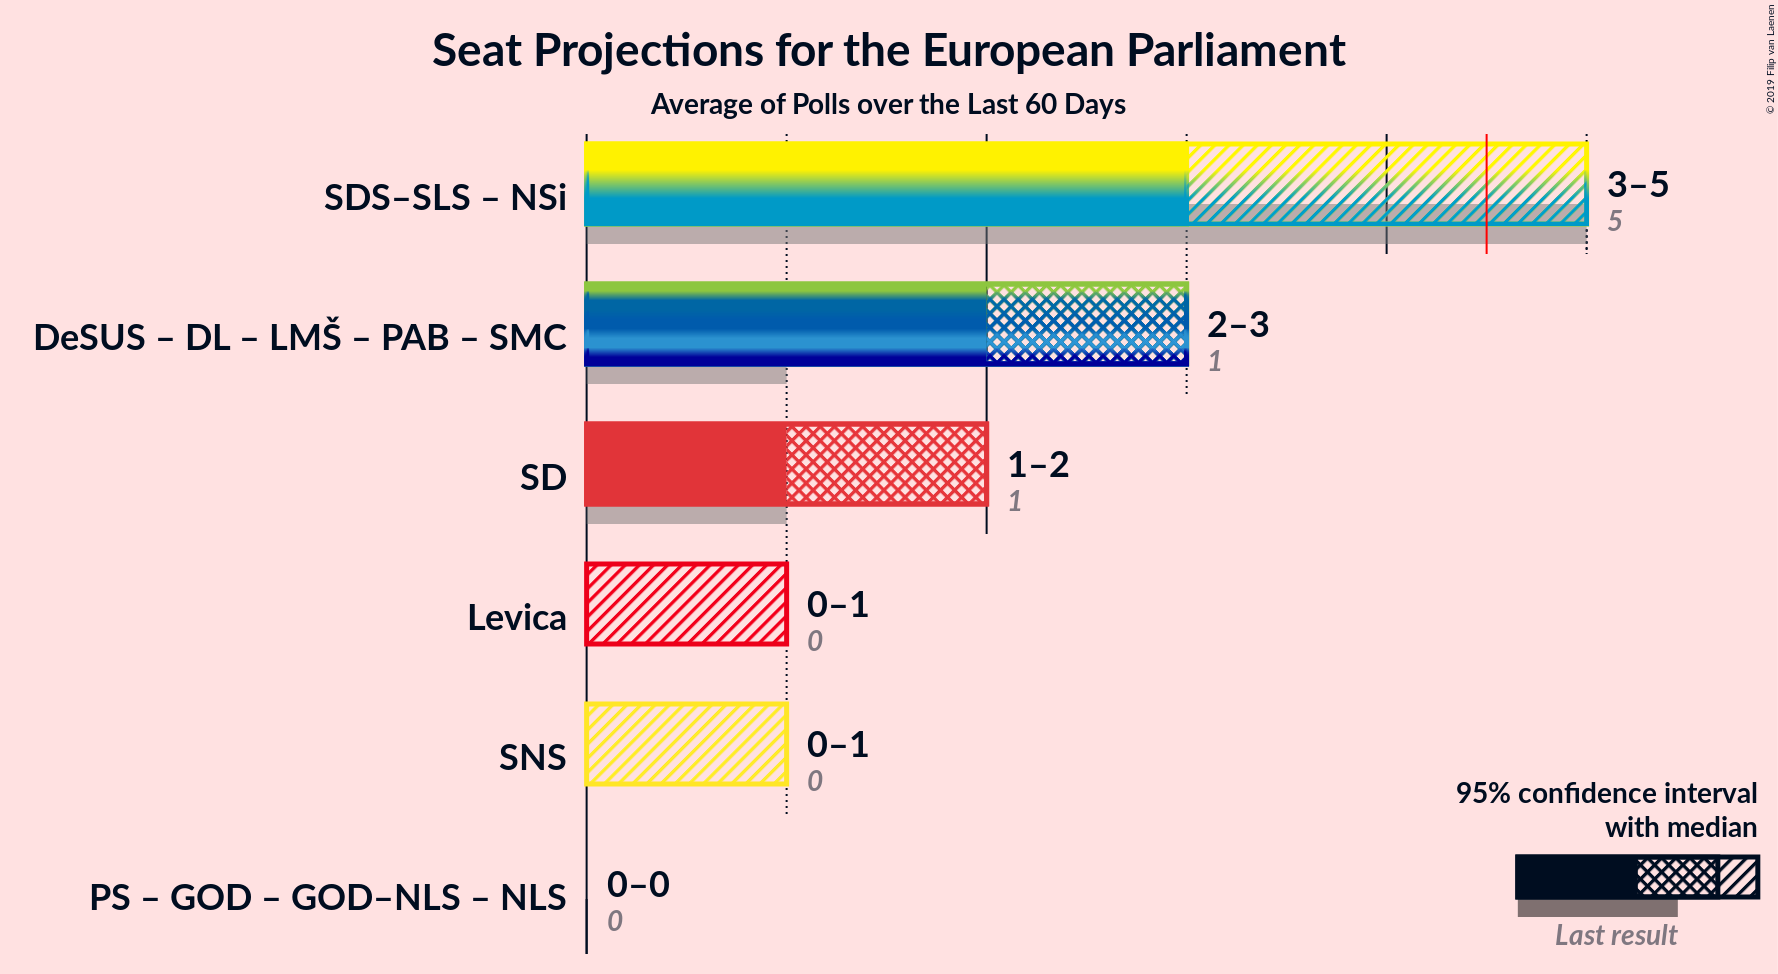 Seat Projections for the European Parliament
Average of Polls over the Last 60 Days
© 2019 Filip van Laenen
SDS–SLS – NSi
3–5
5
DeSUS – DL – LMŠ – PAB – SMC
2–3
1
SD
1–2
1
Levica
0–1
0
SNS
0–1
0
PS – GOD – GOD–NLS – NLS
0–0
0
95% confidence interval
with median
Last result